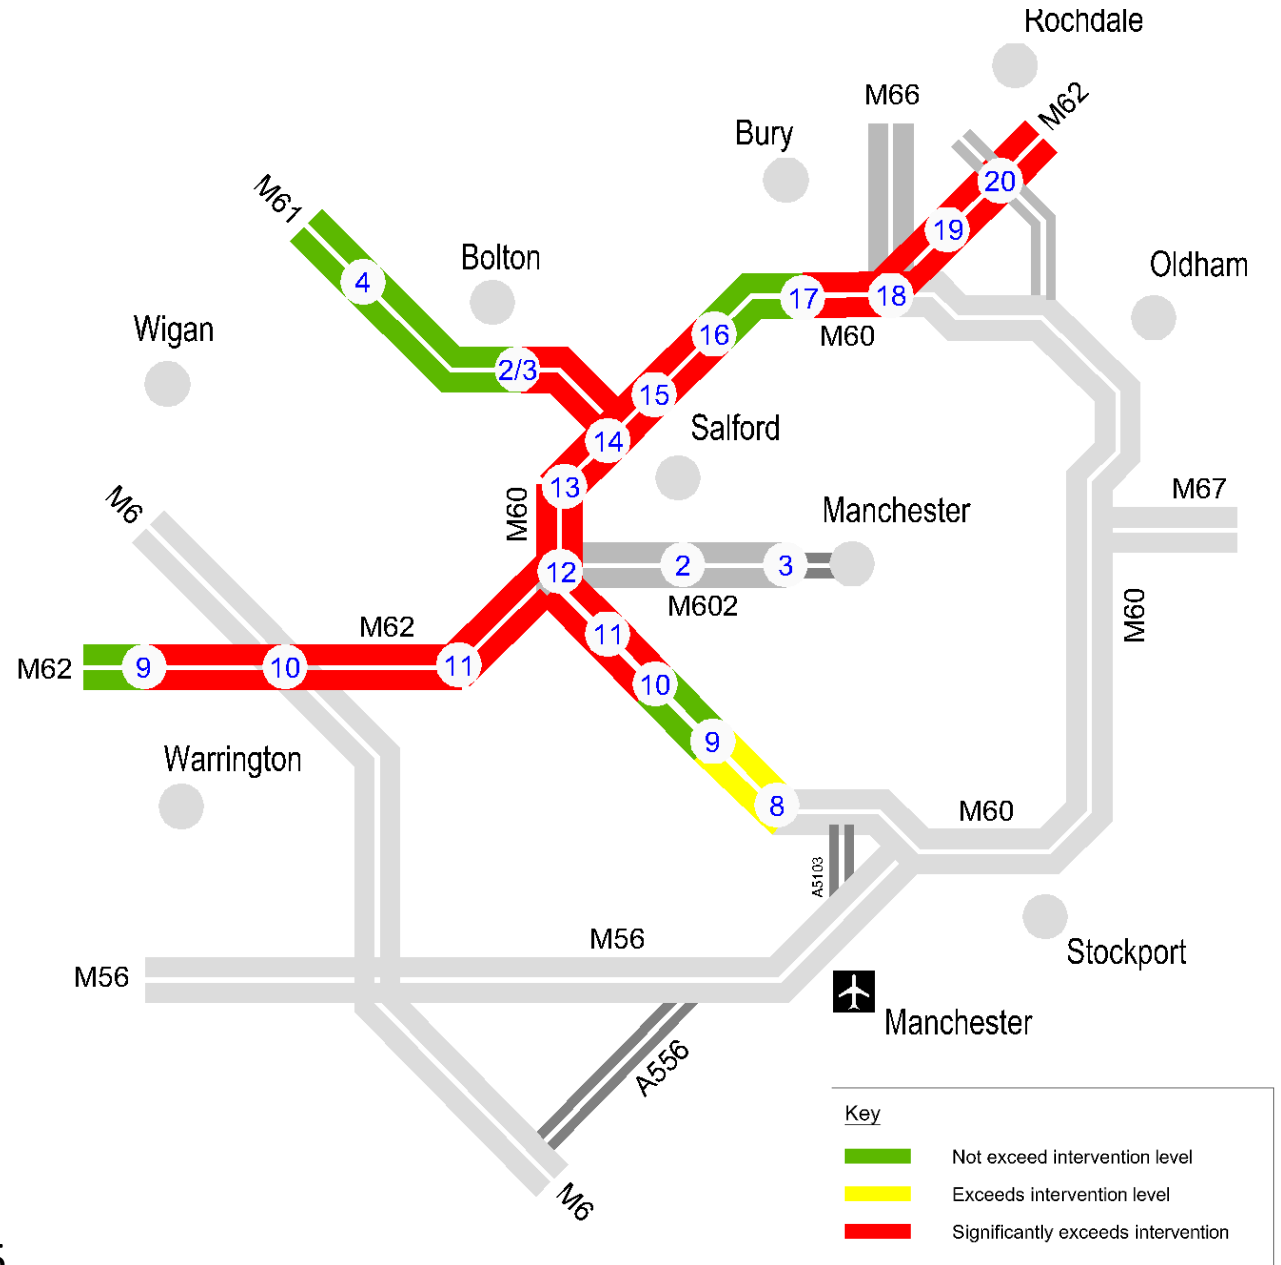 Rochdale
M66
M62
Bury
20
M61
19
Bolton
Oldham
4
18
17
Wigan
16
M60
2/3
15
Salford
14
13
M67
M6
M60
Manchester
12
2
3
M602
M60
M62
11
M62
9
10
11
10
9
Warrington
8
M60
A5103
M56
Stockport
M56
Manchester
A556
Key
Not exceed intervention level
M6
Exceeds intervention level
Significantly exceeds intervention